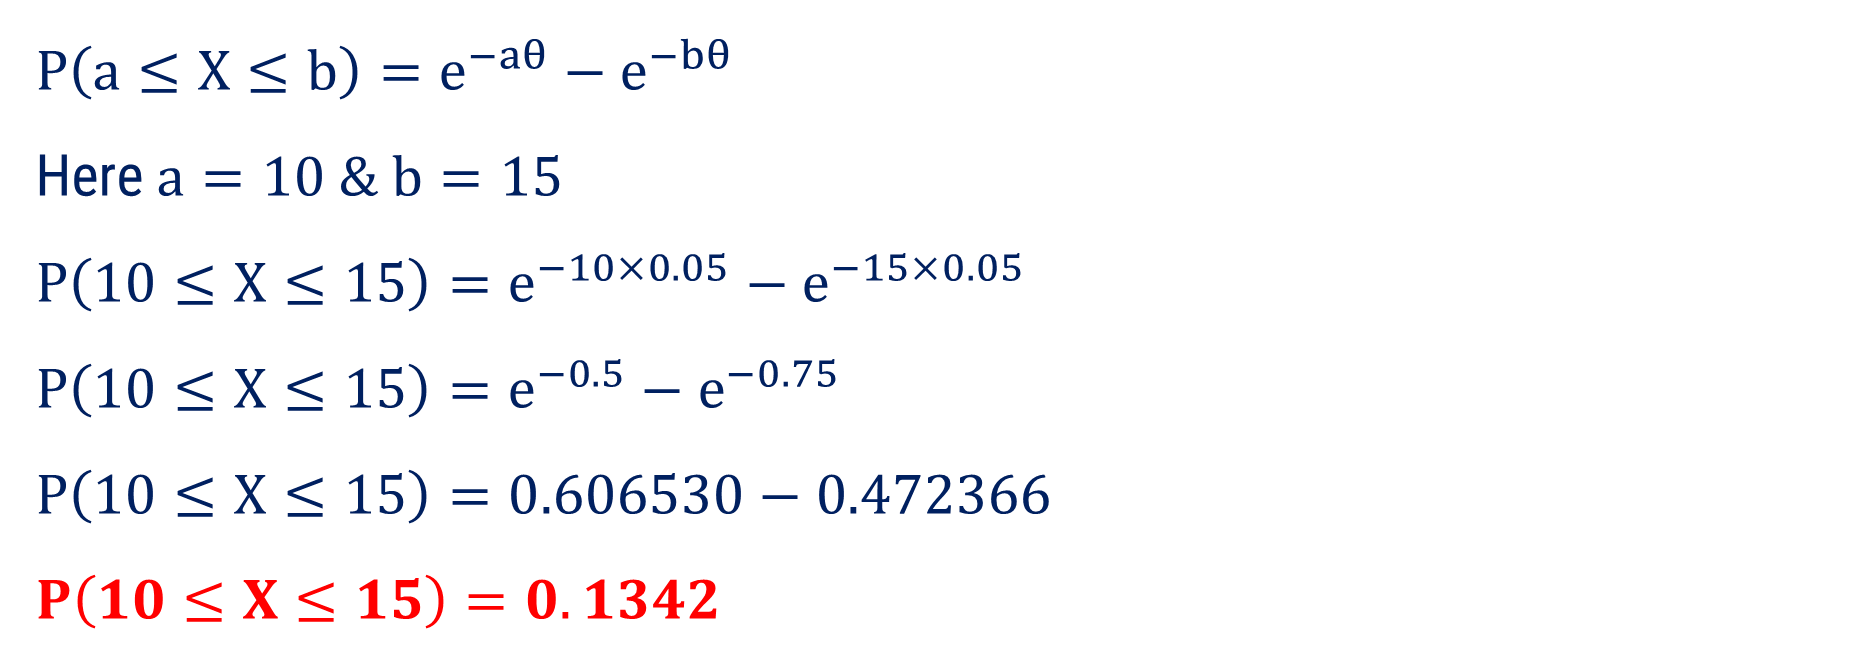 P(a ≤ X ≤ b) = e^{−aθ} − e^{−bθ}
Here a = 10 & b = 15
P(10 ≤ X ≤ 15) = e^{−10×0.05} − e^{−15×0.05}
P(10 ≤ X ≤ 15) = e^{−0.5} − e^{−0.75}
P(10 ≤ X ≤ 15) = 0.606530 − 0.472366
P(10 ≤ X ≤ 15) = 0.1342